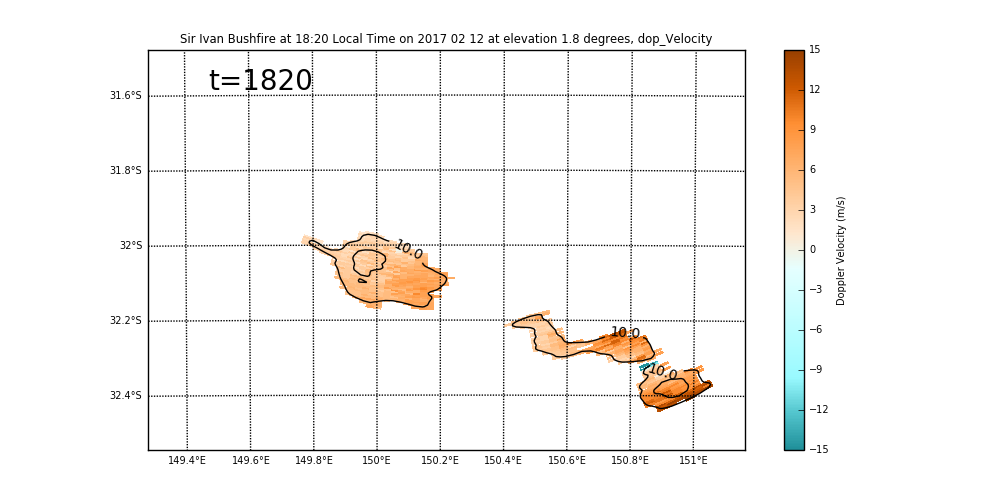 Sir Ivan Bushfire at 18:20 Local Time on 2017 02 12 at elevation 1.8 degrees, dop_Velocity
t=1820
31.6°S
31.8°S
32°S
32.2°S
32.4°S
149.4°E 149.6°E 149.8°E 150°E 150.2°E 150.4°E 150.6°E 150.8°E 151°E
10.0
10.0
10.0
15
12
9
6
3
0
−3
−6
−9
−12
−15
Doppler Velocity (m/s)